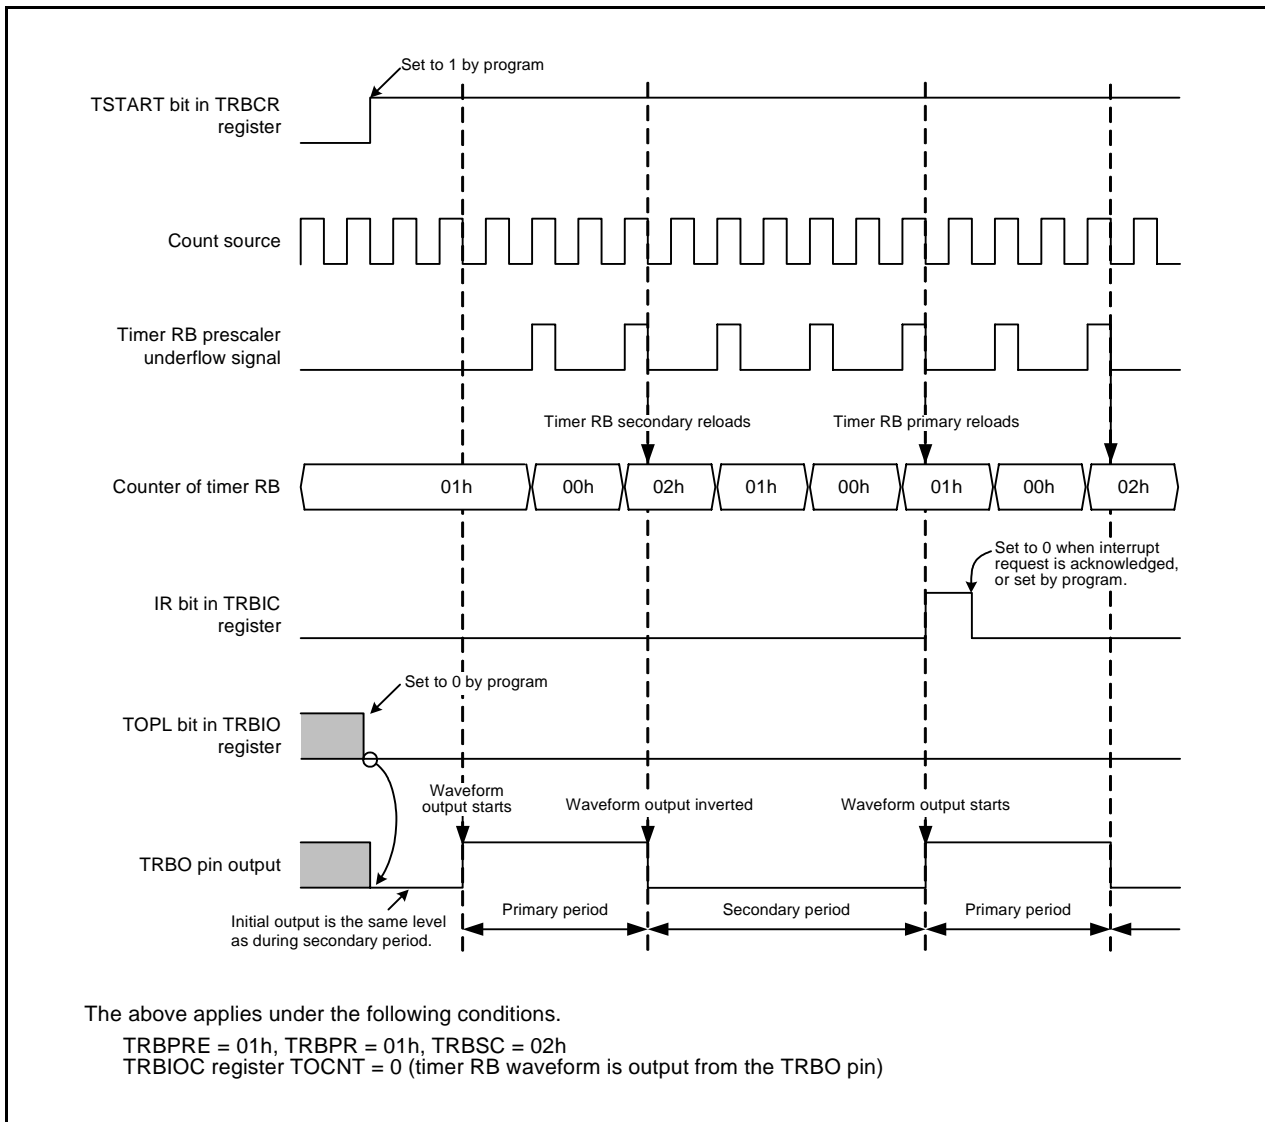 Set to 1 by program
TSTART bit in TRBCR
register
Count source
Timer RB prescaler
underflow signal
Timer RB secondary reloads
Timer RB primary reloads
Counter of timer RB
01h
00h
02h
01h
00h
01h
00h
02h
Set to 0 when interrupt
request is acknowledged,
or set by program.
IR bit in TRBIC
register
Set to 0 by program
TOPL bit in TRBIO
register
Waveform
output starts
Waveform output inverted
Waveform output starts
TRBO pin output
Initial output is the same level
as during secondary period.
Primary period
Secondary period
Primary period
The above applies under the following conditions.
TRBPRE = 01h, TRBPR = 01h, TRBSC = 02h
TRBIOC register TOCNT = 0 (timer RB waveform is output from the TRBO pin)